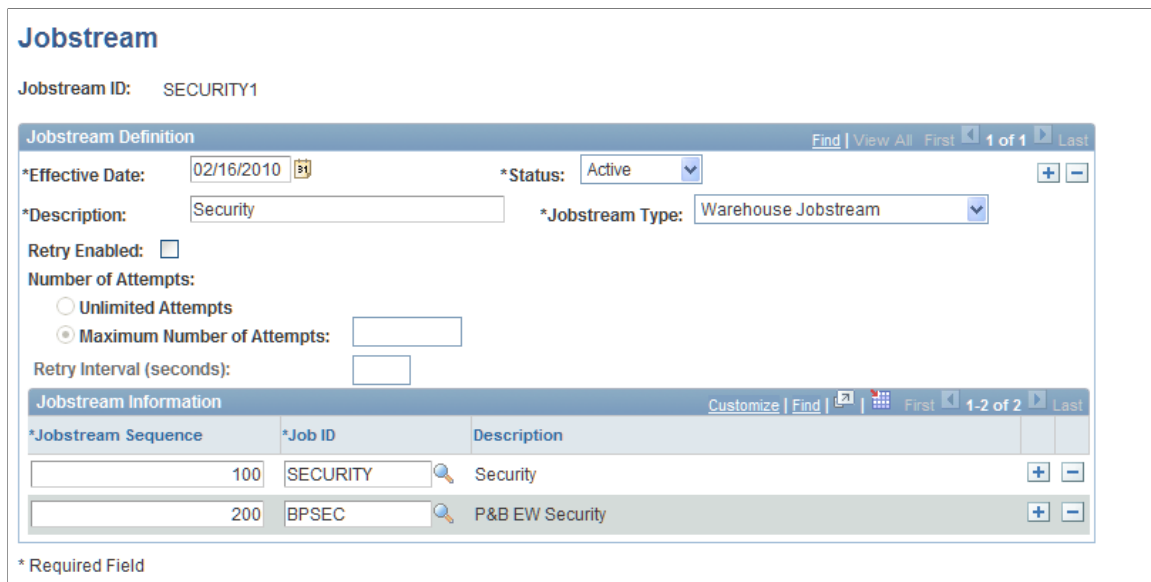 Jobstream
Jobstream ID: SECURITY1
Jobstream Definition Find | View All First 1 of 1 Last
*Effective Date: 02/16/2010 31 *Status: Active
*Description: Security *Jobstream Type: Warehouse Jobstream
Retry Enabled:
Number of Attempts:
Unlimited Attempts
Maximum Number of Attempts:
Retry Interval (seconds):
Jobstream Information Customize | Find | | First 1-2 of 2 Last
*Jobstream Sequence *Job ID Description
100 SECURITY Security
200 BPSEC P&B EW Security
* Required Field